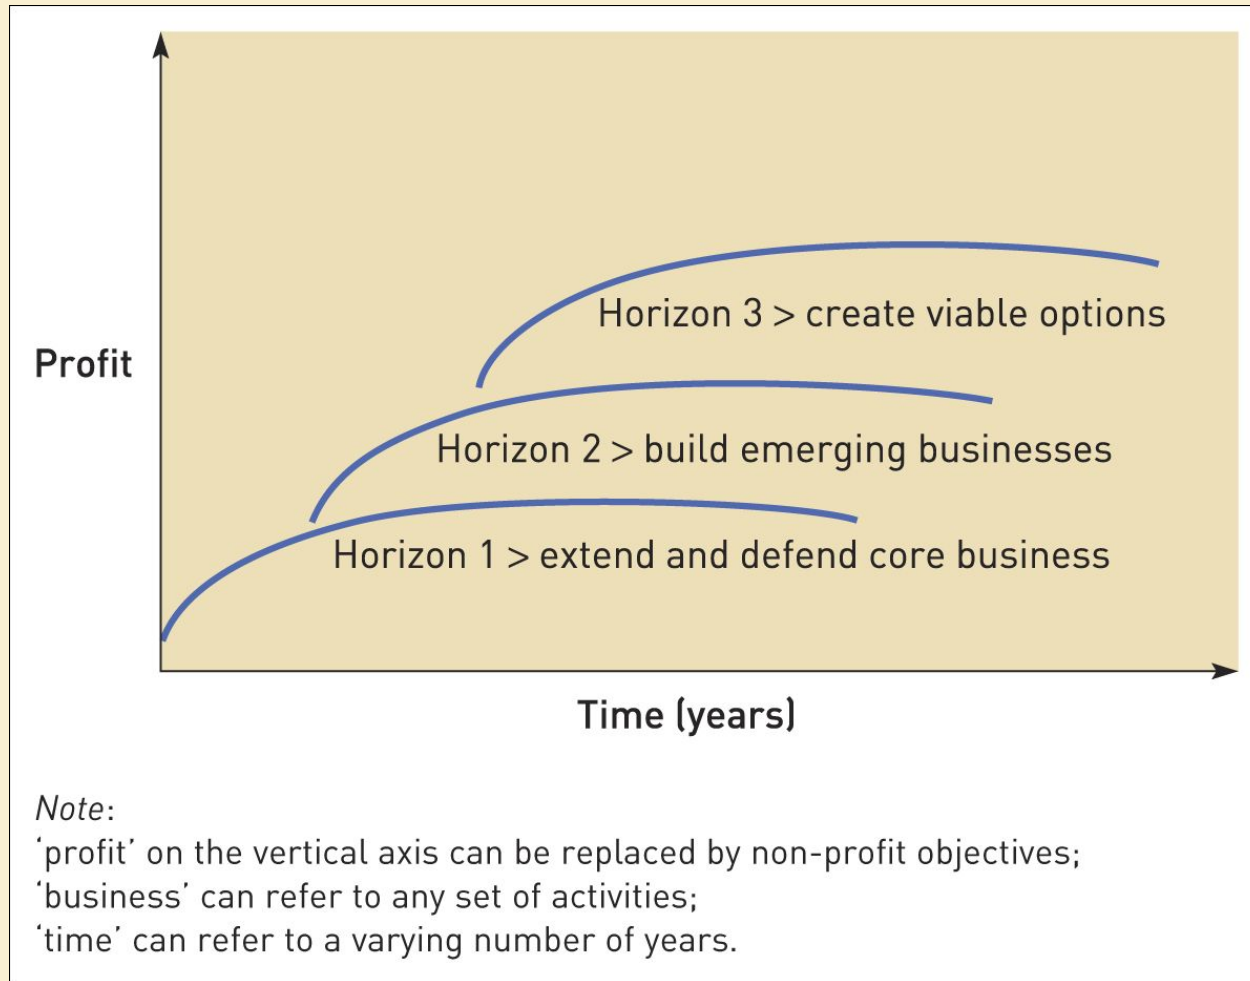 Profit
Horizon 3 > create viable options
Horizon 2 > build emerging businesses
Horizon 1 > extend and defend core business
Time (years)
Note:
‘profit’ on the vertical axis can be replaced by non-profit objectives;
‘business’ can refer to any set of activities;
‘time’ can refer to a varying number of years.